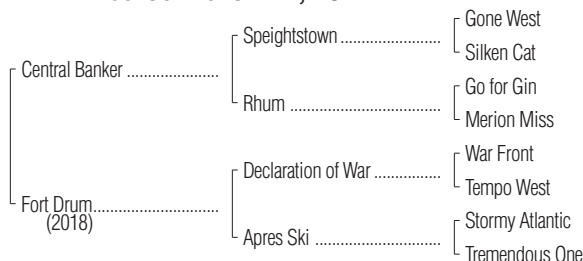 Gone West
Speightstown
Silken Cat
Central Banker
Go for Gin
Rhum
Merion Miss
War Front
Declaration of War
Tempo West
Fort Drum
(2018)
Stormy Atlantic
Apres Ski
Tremendous One